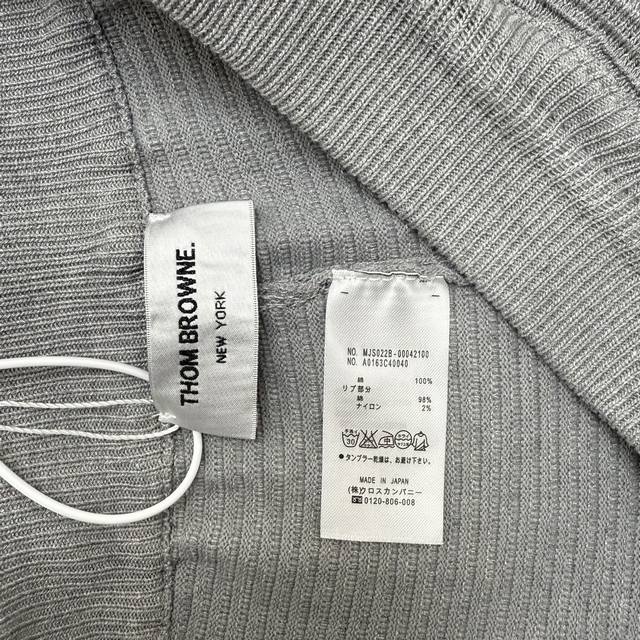 THOM BROWNE.
NEW YORK
NO. MJS022B-00042100
NO. A0163C40040
綿 100%
リブ部分
綿 98%
ナイロン 2%
30
●タンブラー乾燥は、お避け下さい。
MADE IN JAPAN
(株)クロスカンパニー
0120-806-008